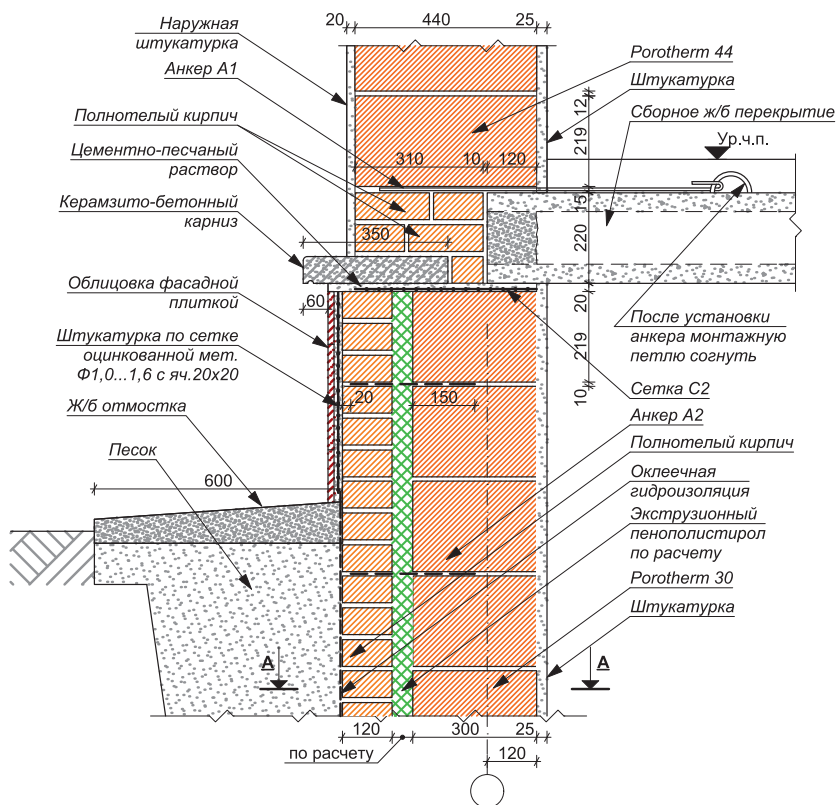 20
440
25
Наружная
штукатурка
Анкер А1
Полнотелый кирпич
Цементно-песчаный
раствор
Керамзито-бетонный
карниз
Облицовка фасадной
плиткой
Штукатурка по сетке
оцинкованной мет.
Ф1,0...1,6 с яч.20х20
Ж/б отмостка
Песок
600
Porotherm 44
Штукатурка
Сборное ж/б перекрытие
Ур.ч.п.
12
219
310
10
120
15
350
220
60
20
219
10
20
150
После установки
анкера монтажную
петлю согнуть
Сетка С2
Анкер А2
Полнотелый кирпич
Оклеечная
гидроизоляция
Экструзионный
пенополистирол
по расчету
Porotherm 30
Штукатурка
А
А
120
300
25
по расчету
120